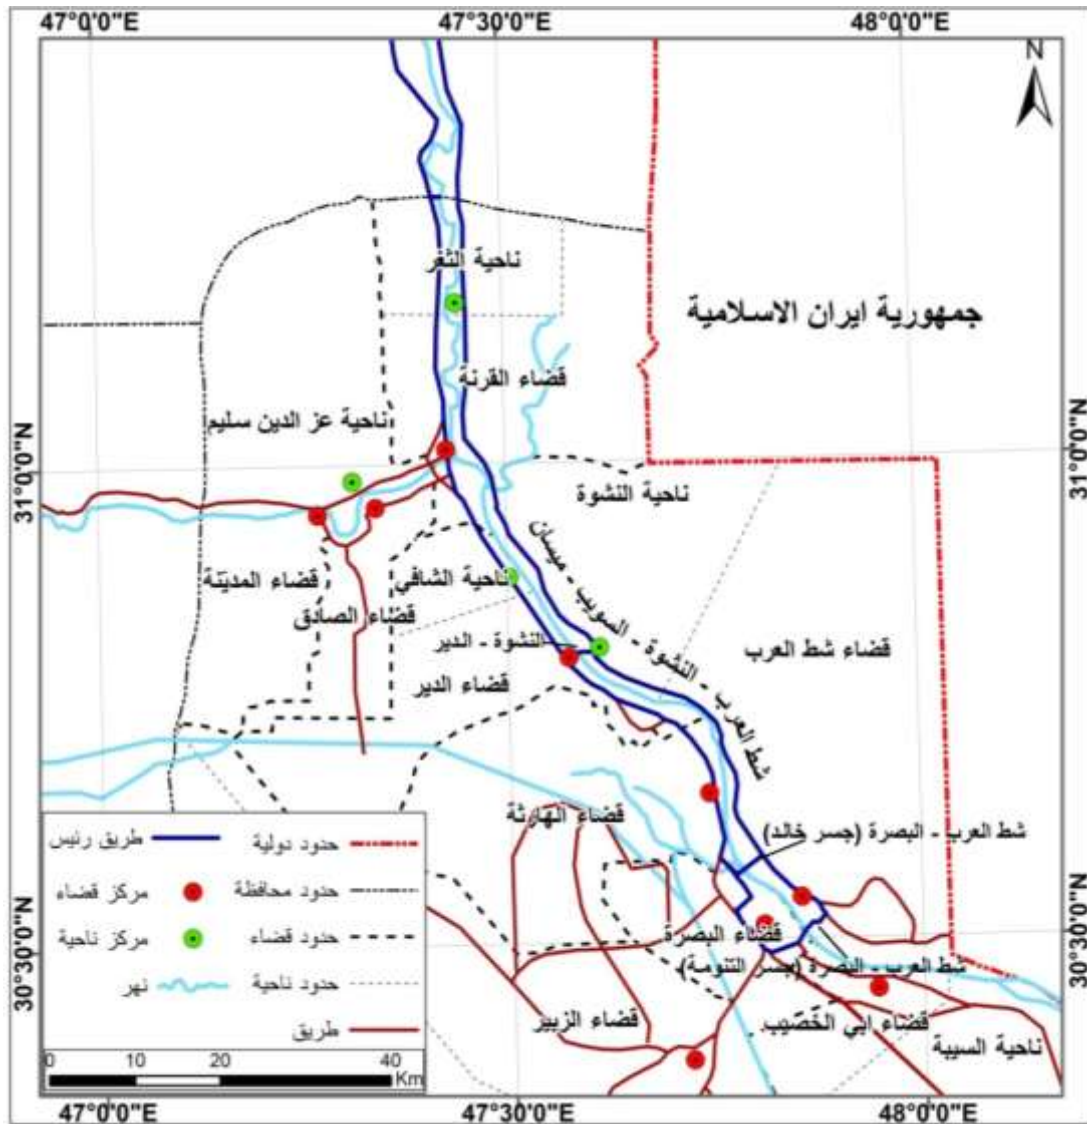 47°0'0"E
47°30'0"E
48°0'0"E
N
ناحية الثغر
جمهورية ايران الاسلامية
قضاء القرنة
ناحية عز الدين سليم
31°0'0"N
31°0'0"N
ناحية النشوة
شط العرب - النشوة - السويب - ميسان
ناحية الشافي
قضاء المدينة
قضاء الصادق
النشوة - الدير
قضاء شط العرب
قضاء الدير
قضاء الهارثة
شط العرب - البصرة (جسر خالد)
قضاء البصرة
شط العرب - البصرة (جسر التنومة)
30°30'0"N
30°30'0"N
قضاء الزبير
قضاء ابي الخصيب
ناحية السيبة
حدود دولية
طريق رئيس
حدود محافظة
مركز قضاء
حدود قضاء
مركز ناحية
حدود ناحية
نهر
طريق
0 10 20 40
Km
47°0'0"E
47°30'0"E
48°0'0"E